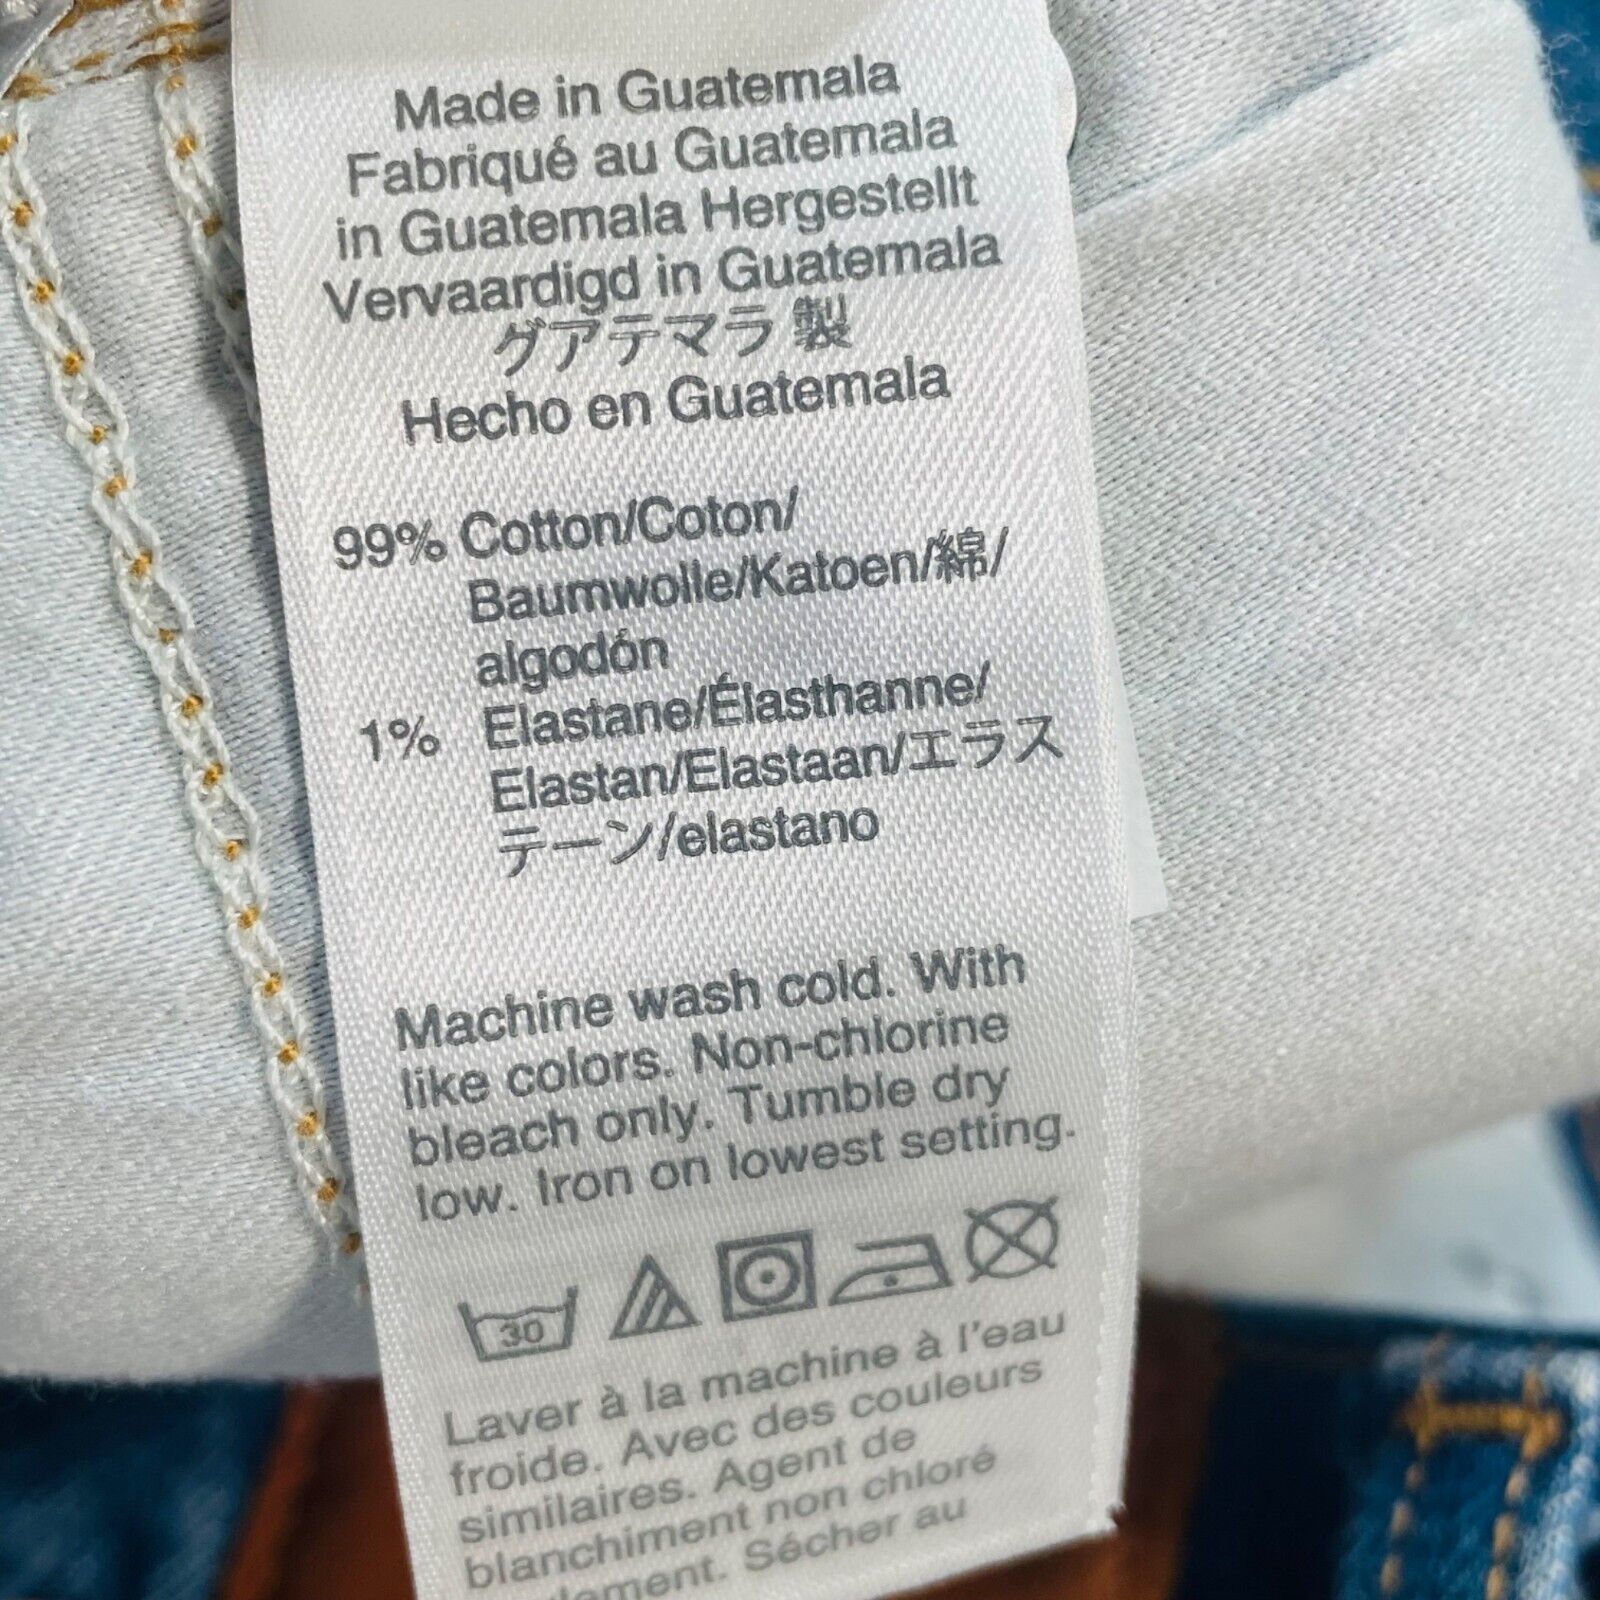 Made in Guatemala
Fabriqué au Guatemala
in Guatemala Hergestellt
Vervaardigd in Guatemala
グアテマラ 製
Hecho en Guatemala
99% Cotton/Coton/
Baumwolle/Katoen/綿/
algodón
1% Elastane/Élasthanne/
Elastan/Elastaan/エラス
テーン/elastano
Machine wash cold. With
like colors. Non-chlorine
bleach only. Tumble dry
low. Iron on lowest setting.
30
Laver à la machine à l'eau
froide. Avec des couleurs
similaires. Agent de
blanchiment non chloré
Sécher au